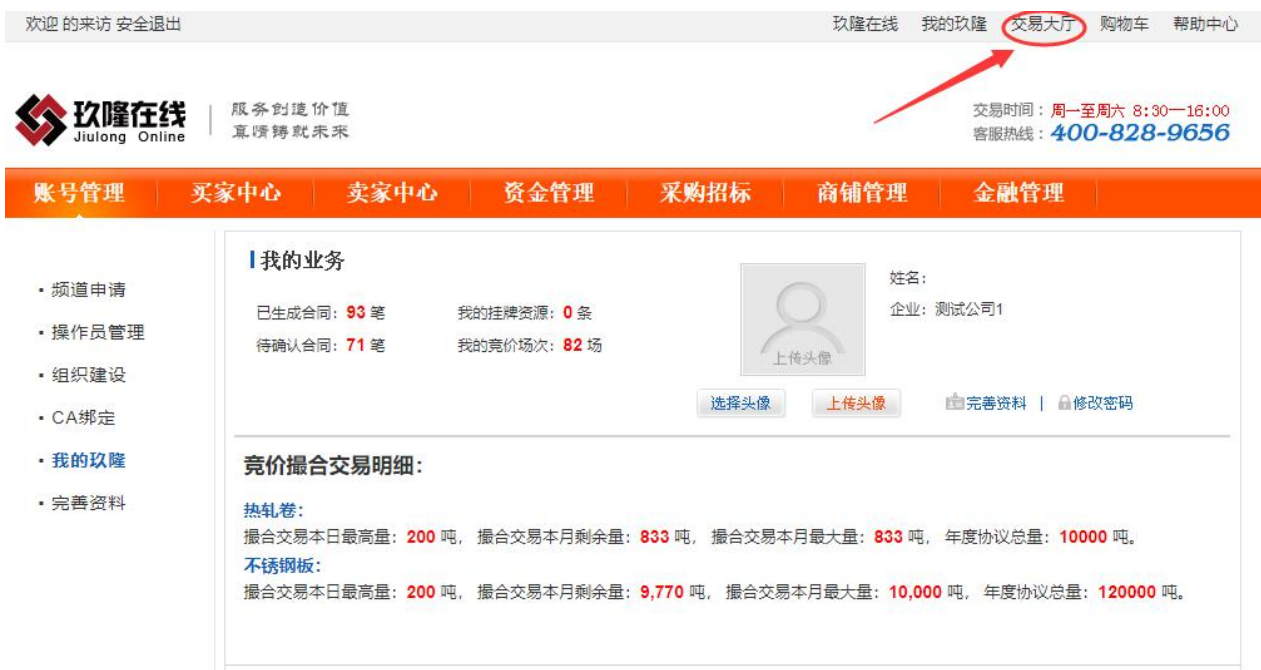 欢迎 的来访 安全退出
玖隆在线 我的玖隆 交易大厅 购物车 帮助中心
玖隆在线
Jiulong Online
服务创造价值
真情铸就未来
交易时间：周一至周六 8:30—16:00
客服热线：400-828-9656
账号管理 买家中心 卖家中心 资金管理 采购招标 商铺管理 金融管理
· 频道申请
· 操作员管理
· 组织建设
· CA绑定
· 我的玖隆
· 完善资料
我的业务
已生成合同：93 笔 我的挂牌资源：0 条
待确认合同：71 笔 我的竞价场次：82 场
上传头像
姓名：
企业：测试公司1
选择头像 上传头像 完善资料 | 修改密码
竞价撮合交易明细：
热轧卷：
撮合交易本日最高量：200 吨， 撮合交易本月剩余量：833 吨， 撮合交易本月最大量：833 吨， 年度协议总量：10000 吨。
不锈钢板：
撮合交易本日最高量：200 吨， 撮合交易本月剩余量：9,770 吨， 撮合交易本月最大量：10,000 吨， 年度协议总量：120000 吨。